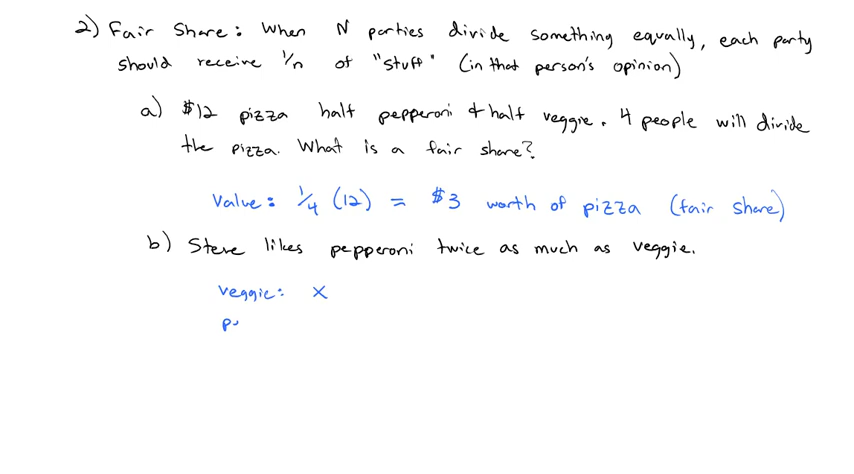 2) Fair Share: When N parties divide something equally, each party
should receive 1/n of "stuff" (in that person's opinion)
a) $12 pizza half pepperoni & half veggie. 4 people will divide
the pizza. What is a fair share?
Value: 1/4 (12) = $3 worth of pizza (fair share)
b) Steve likes pepperoni twice as much as veggie.
veggie: x
p